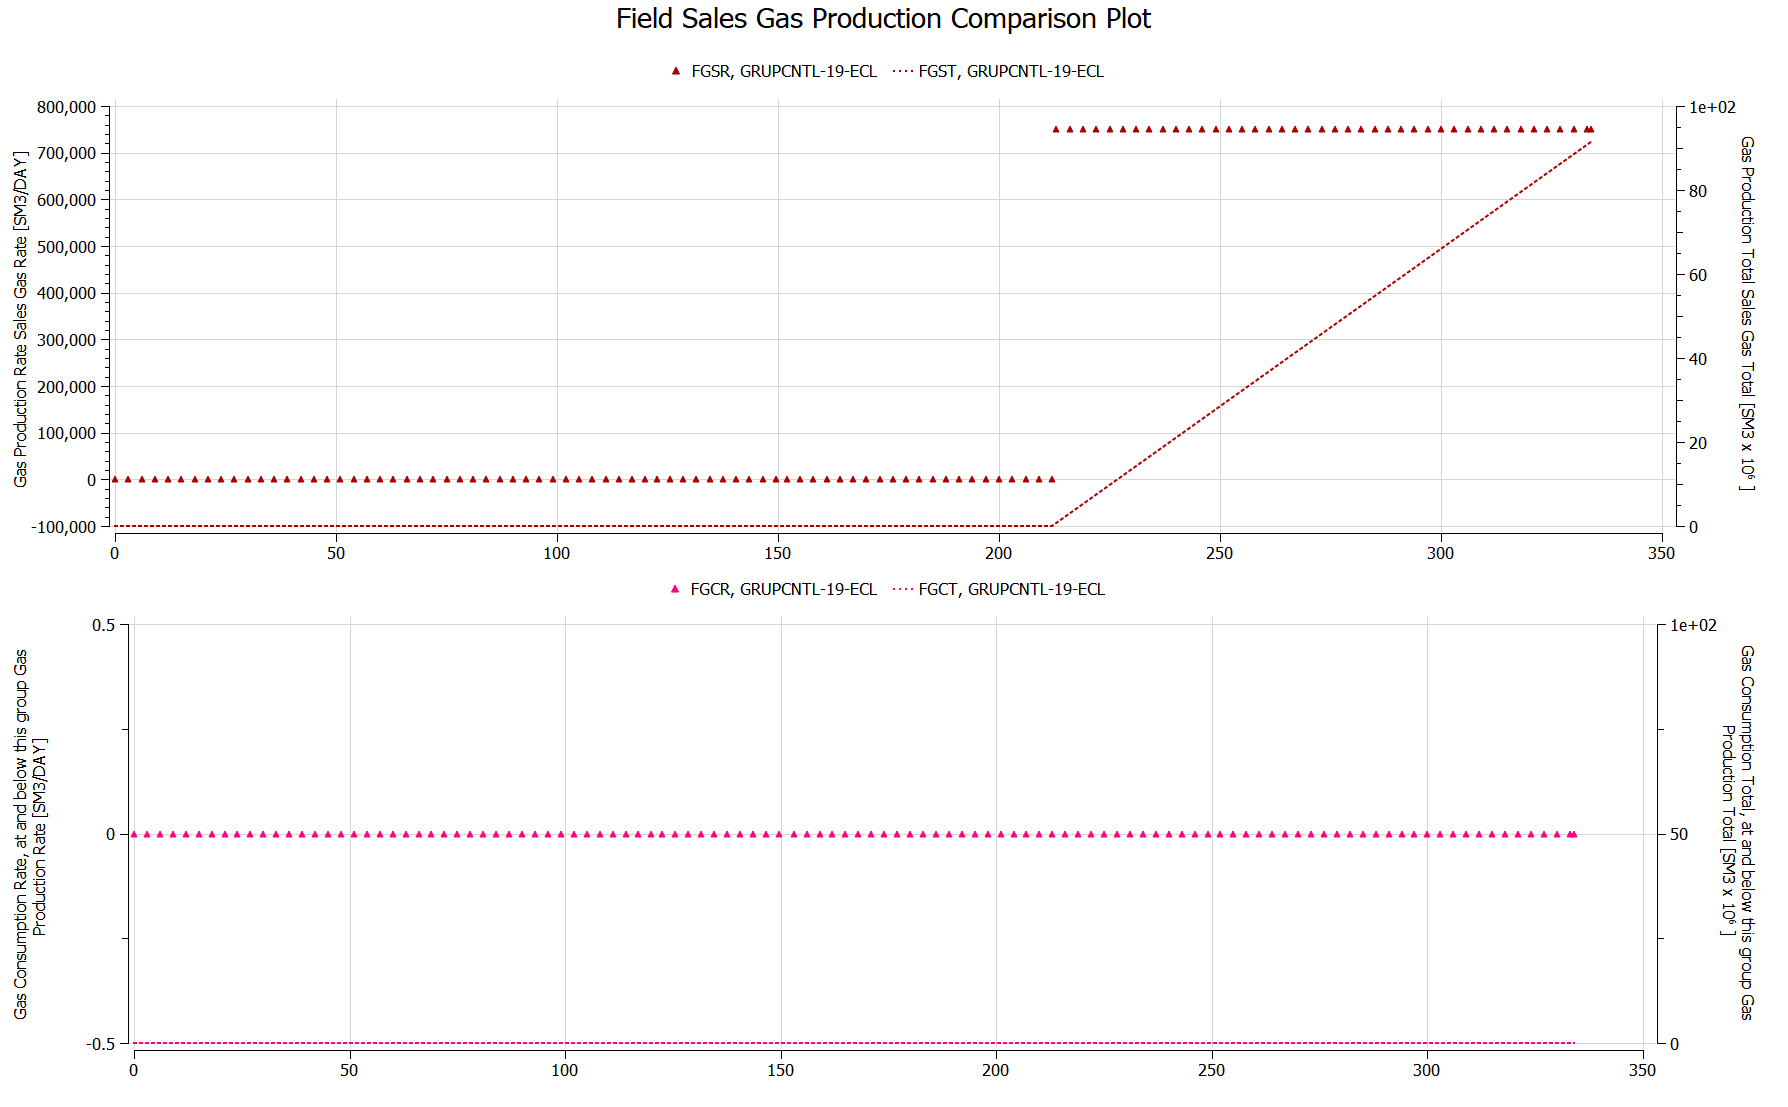 Field Sales Gas Production Comparison Plot
FGSR, GRUPCNTL-19-ECL FGST, GRUPCNTL-19-ECL
Gas Production Rate Sales Gas Rate [SM3/DAY]
800,000
700,000
600,000
500,000
400,000
300,000
200,000
100,000
0
-100,000
1e+02
80
60
40
20
0
Gas Production Total Sales Gas Total [SM3 x 10⁶ ]
0 50 100 150 200 250 300 350
FGCR, GRUPCNTL-19-ECL FGCT, GRUPCNTL-19-ECL
Gas Consumption Rate, at and below this group Gas
Production Rate [SM3/DAY]
0.5
0
-0.5
1e+02
50
0
Gas Consumption Total, at and below this group Gas
Production Total [SM3 x 10⁶ ]
0 50 100 150 200 250 300 350